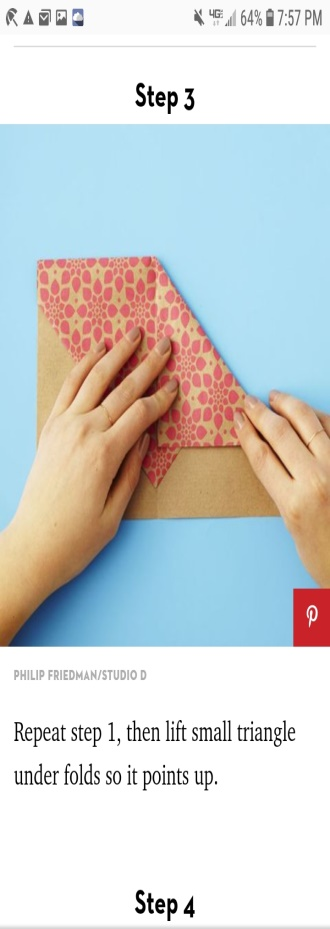 4G 64% 7:57 PM
Step 3
PHILIP FRIEDMAN/STUDIO D
Repeat step 1, then lift small triangle
under folds so it points up.
Step 4